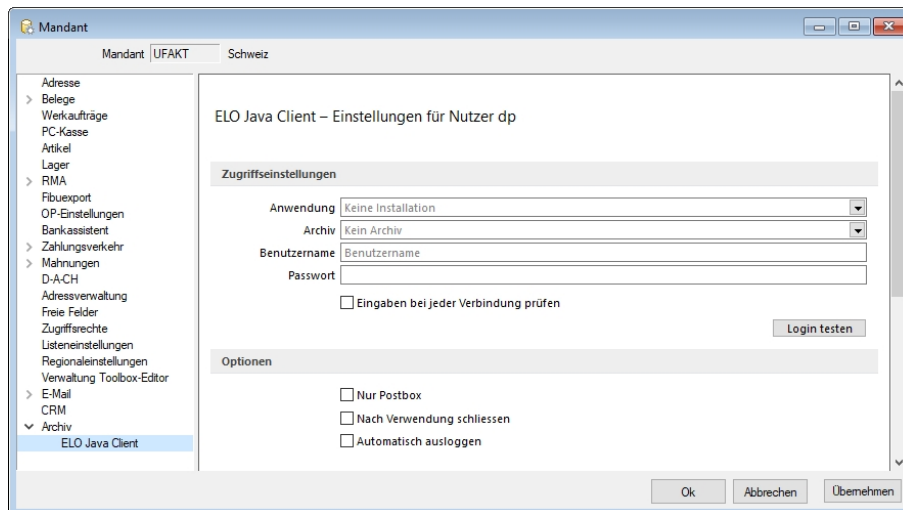 Mandant
Mandant UFAKT Schweiz
Adresse
Belege
Werkaufträge
PC-Kasse
Artikel
Lager
RMA
Fibuexport
OP-Einstellungen
Bankassistent
Zahlungsverkehr
Mahnungen
D-A-CH
Adressverwaltung
Freie Felder
Zugriffsrechte
Listeneinstellungen
Regionaleinstellungen
Verwaltung Toolbox-Editor
E-Mail
CRM
Archiv
ELO Java Client
ELO Java Client – Einstellungen für Nutzer dp
Zugriffseinstellungen
Anwendung Keine Installation
Archiv Kein Archiv
Benutzername Benutzername
Passwort
Eingaben bei jeder Verbindung prüfen
Login testen
Optionen
Nur Postbox
Nach Verwendung schliessen
Automatisch ausloggen
Ok Abbrechen Übernehmen